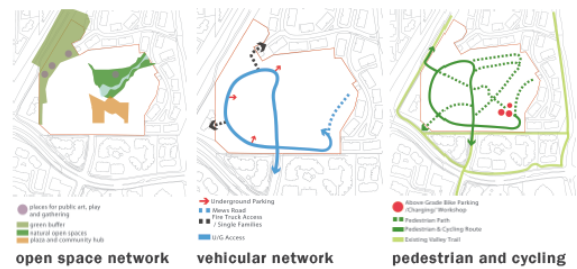 places for public art, play
and gathering
green buffer
natural open spaces
plaza and community hub
open space network
Underground Parking
Mews Road
Fire Truck Access
/ Single Families
U/G Access
vehicular network
Above Grade Bike Parking
/Charging/ Workshop
Pedestrian Path
Pedestrian & Cycling Route
Existing Valley Trail
pedestrian and cycling